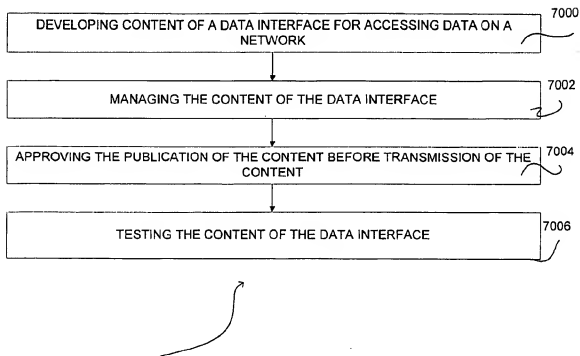 7000
DEVELOPING CONTENT OF A DATA INTERFACE FOR ACCESSING DATA ON A
NETWORK
7002
MANAGING THE CONTENT OF THE DATA INTERFACE
7004
APPROVING THE PUBLICATION OF THE CONTENT BEFORE TRANSMISSION OF THE
CONTENT
7006
TESTING THE CONTENT OF THE DATA INTERFACE